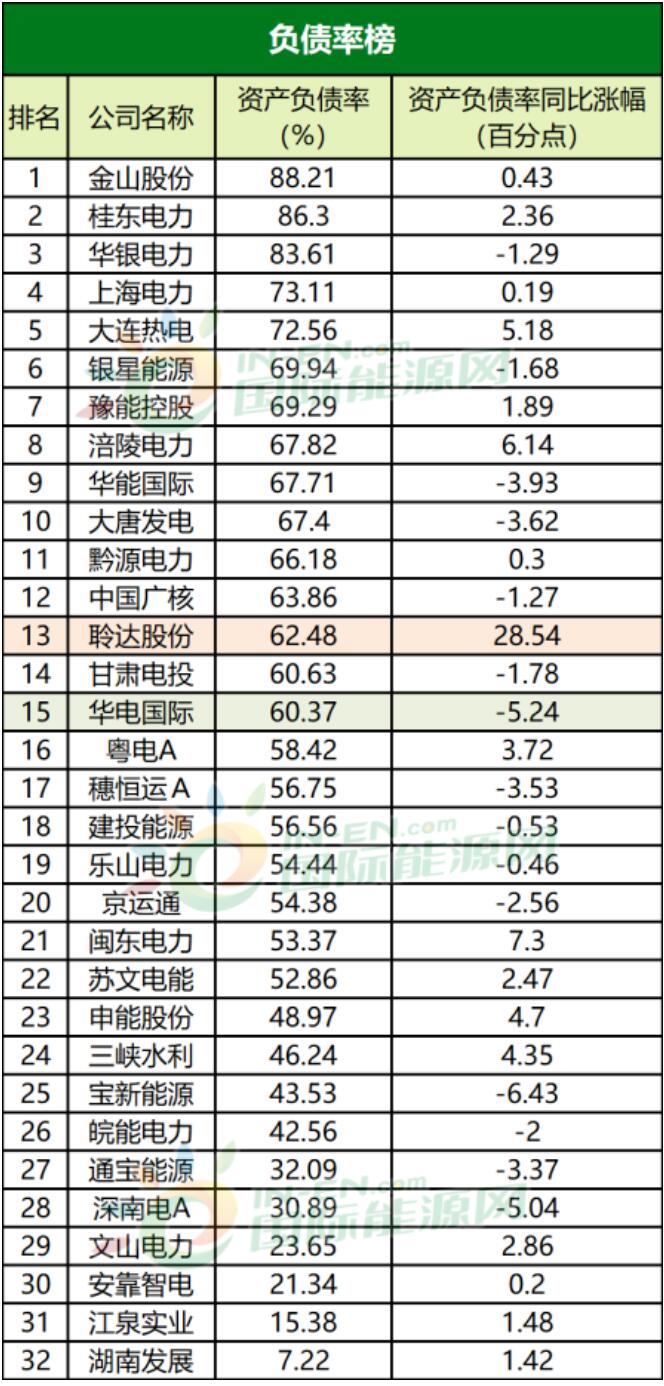 负债率榜
排名 公司名称 资产负债率（%） 资产负债率同比涨幅（百分点）
1 金山股份 88.21 0.43
2 桂东电力 86.3 2.36
3 华银电力 83.61 -1.29
4 上海电力 73.11 0.19
5 大连热电 72.56 5.18
6 银星能源 69.94 -1.68
7 豫能控股 69.29 1.89
8 涪陵电力 67.82 6.14
9 华能国际 67.71 -3.93
10 大唐发电 67.4 -3.62
11 黔源电力 66.18 0.3
12 中国广核 63.86 -1.27
13 聆达股份 62.48 28.54
14 甘肃电投 60.63 -1.78
15 华电国际 60.37 -5.24
16 粤电A 58.42 3.72
17 穗恒运A 56.75 -3.53
18 建投能源 56.56 -0.53
19 乐山电力 54.44 -0.46
20 京运通 54.38 -2.56
21 闽东电力 53.37 7.3
22 苏文电能 52.86 2.47
23 申能股份 48.97 4.7
24 三峡水利 46.24 4.35
25 宝新能源 43.53 -6.43
26 皖能电力 42.56 -2
27 通宝能源 32.09 -3.37
28 深南电A 30.89 -5.04
29 文山电力 23.65 2.86
30 安靠智电 21.34 0.2
31 江泉实业 15.38 1.48
32 湖南发展 7.22 1.42
IN-EN.com
国际能源网
IN-EN.com
国际能源网
IN-EN.com
国际能源网